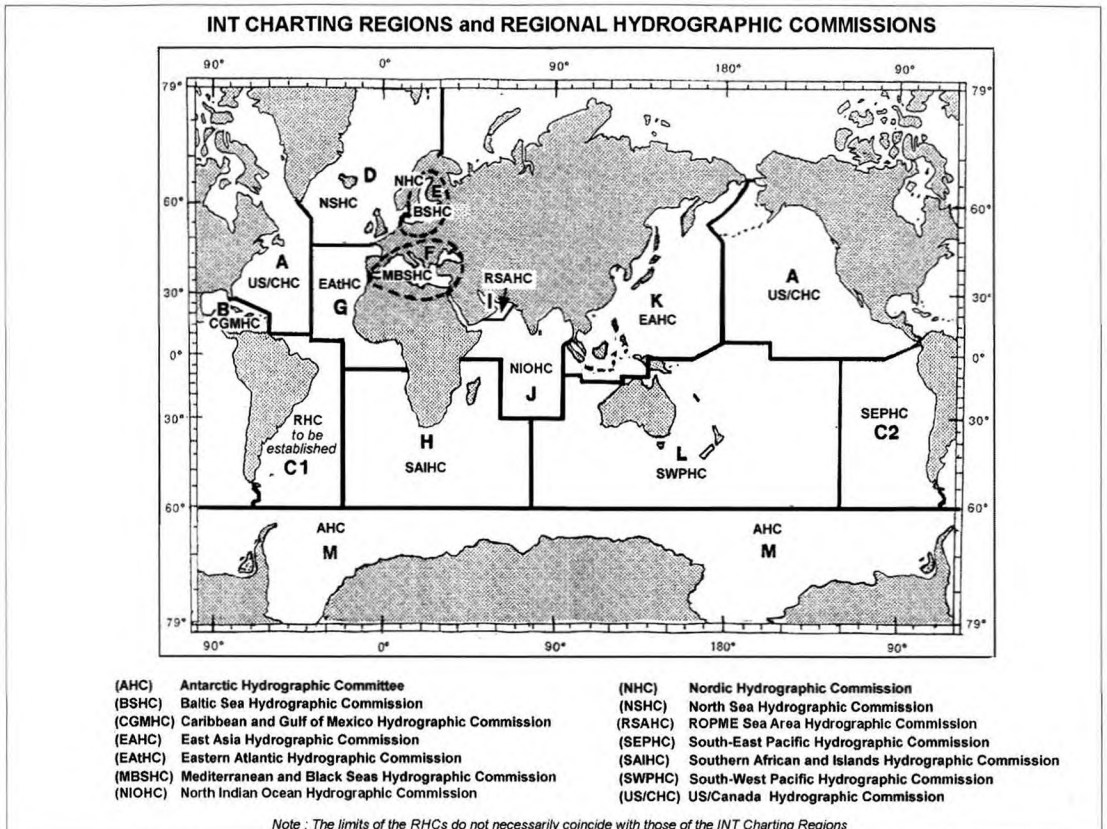 INT CHARTING REGIONS and REGIONAL HYDROGRAPHIC COMMISSIONS
90° 0° 90° 180° 90°
79° 79°
D
NHC
E
NSHC
BSHC
60° 60°
A
US/CHC
F
MBSHC
EAtHC
G
RSAHC
I
K
EAHC
A
US/CHC
30° 30°
B
CGMHC
0° 0°
NIOHC
J
30° 30°
RHC
to be
established
C1
H
SAIHC
L
SWPHC
SEPHC
C2
60° 60°
AHC
M
AHC
M
79° 79°
90° 0° 90° 180° 90°
(AHC) Antarctic Hydrographic Committee
(BSHC) Baltic Sea Hydrographic Commission
(CGMHC) Caribbean and Gulf of Mexico Hydrographic Commission
(EAHC) East Asia Hydrographic Commission
(EAtHC) Eastern Atlantic Hydrographic Commission
(MBSHC) Mediterranean and Black Seas Hydrographic Commission
(NIOHC) North Indian Ocean Hydrographic Commission
(NHC) Nordic Hydrographic Commission
(NSHC) North Sea Hydrographic Commission
(RSAHC) ROPME Sea Area Hydrographic Commission
(SEPHC) South-East Pacific Hydrographic Commission
(SAIHC) Southern African and Islands Hydrographic Commission
(SWPHC) South-West Pacific Hydrographic Commission
(US/CHC) US/Canada Hydrographic Commission
Note : The limits of the RHCs do not necessarily coincide with those of the INT Charting Regions